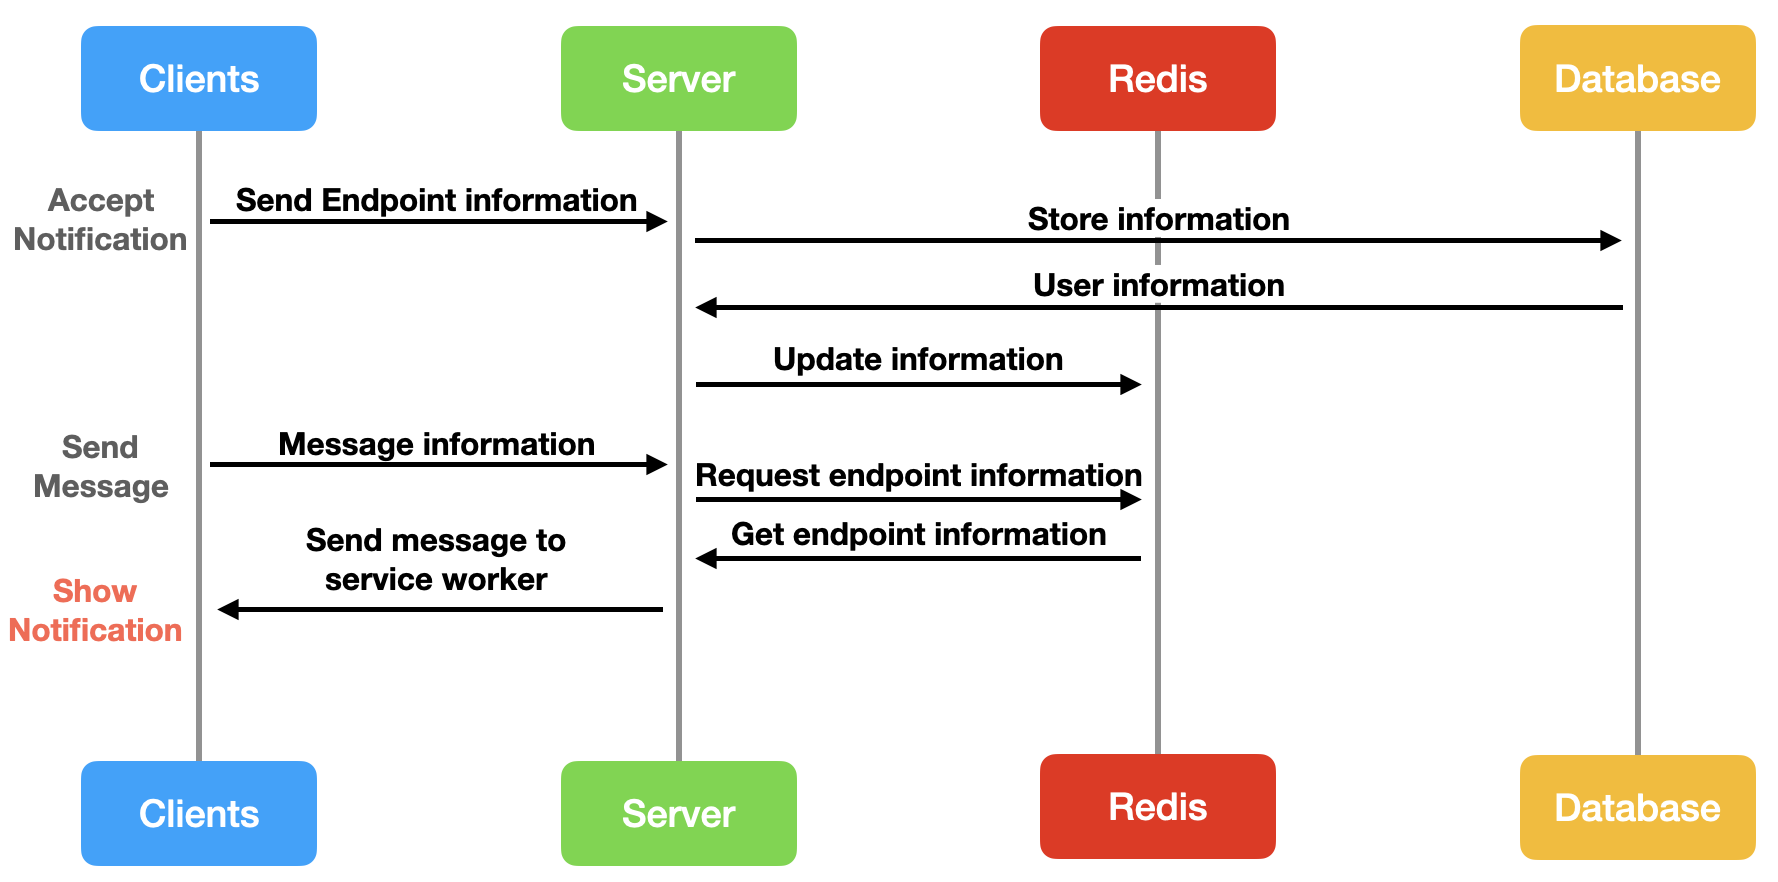 Clients
Server
Redis
Database
Accept
Notification
Send Endpoint information
Store information
User information
Update information
Send
Message
Message information
Request endpoint information
Get endpoint information
Send message to
service worker
Show
Notification
Clients
Server
Redis
Database